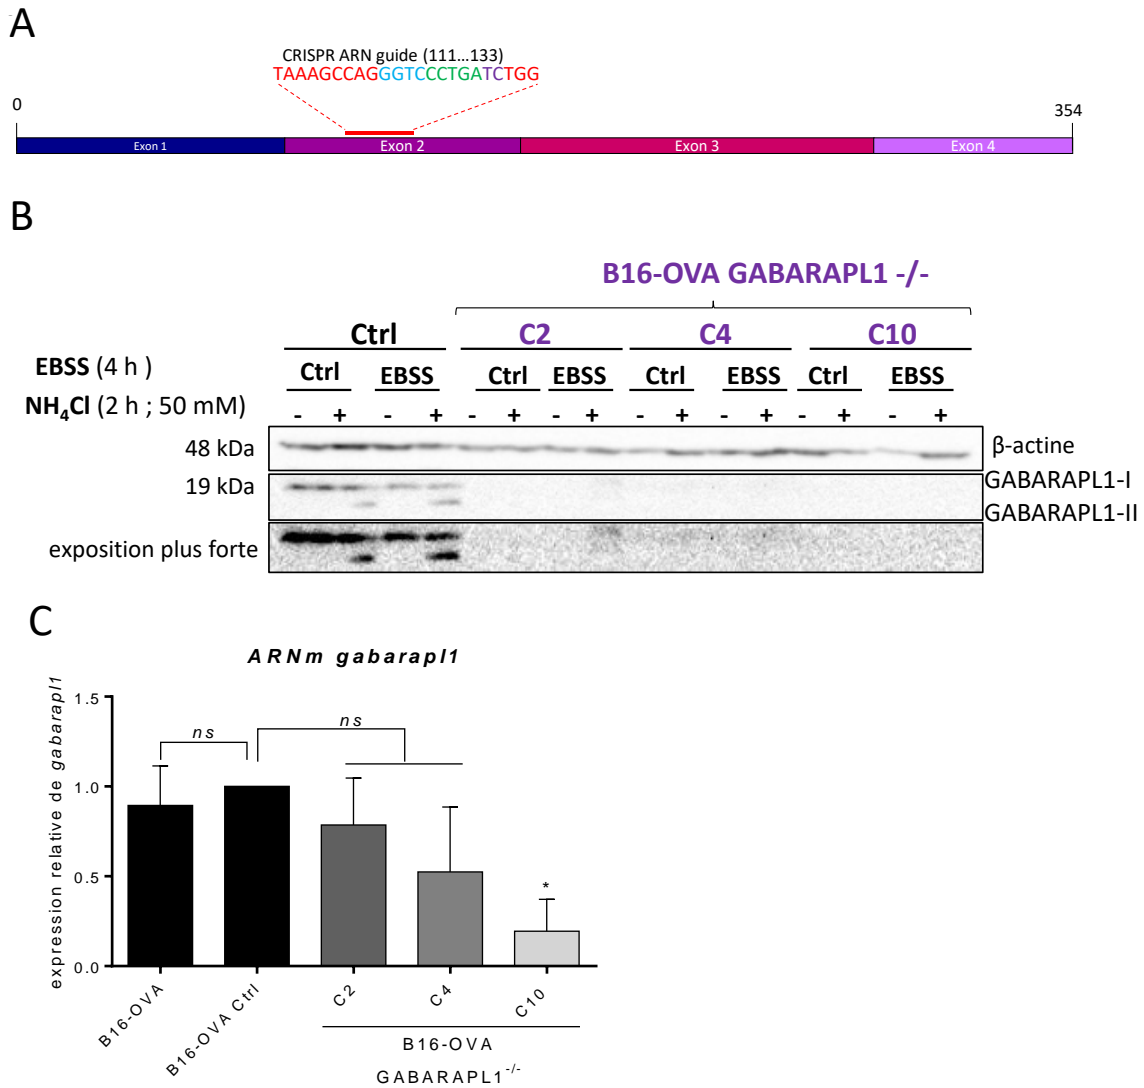 A
CRISPR ARN guide (111...133)
TAAAGCCAGGGTCCCTGATCTGG
0
354
Exon 1
Exon 2
Exon 3
Exon 4
B
B16-OVA GABARAPL1 -/-
Ctrl
C2
C4
C10
EBSS (4 h )
Ctrl EBSS Ctrl EBSS Ctrl EBSS Ctrl EBSS
NH4Cl (2 h ; 50 mM)
- + - + - + - + - + - + - + - +
48 kDa
β-actine
19 kDa
GABARAPL1-I
GABARAPL1-II
exposition plus forte
C
ARNm gabarapl1
expression relative de gabarapl1
1.5
1.0
0.5
0.0
ns
ns
*
B16-OVA
B16-OVA Ctrl
C2
C4
C10
B16-OVA
GABARAPL1-/-